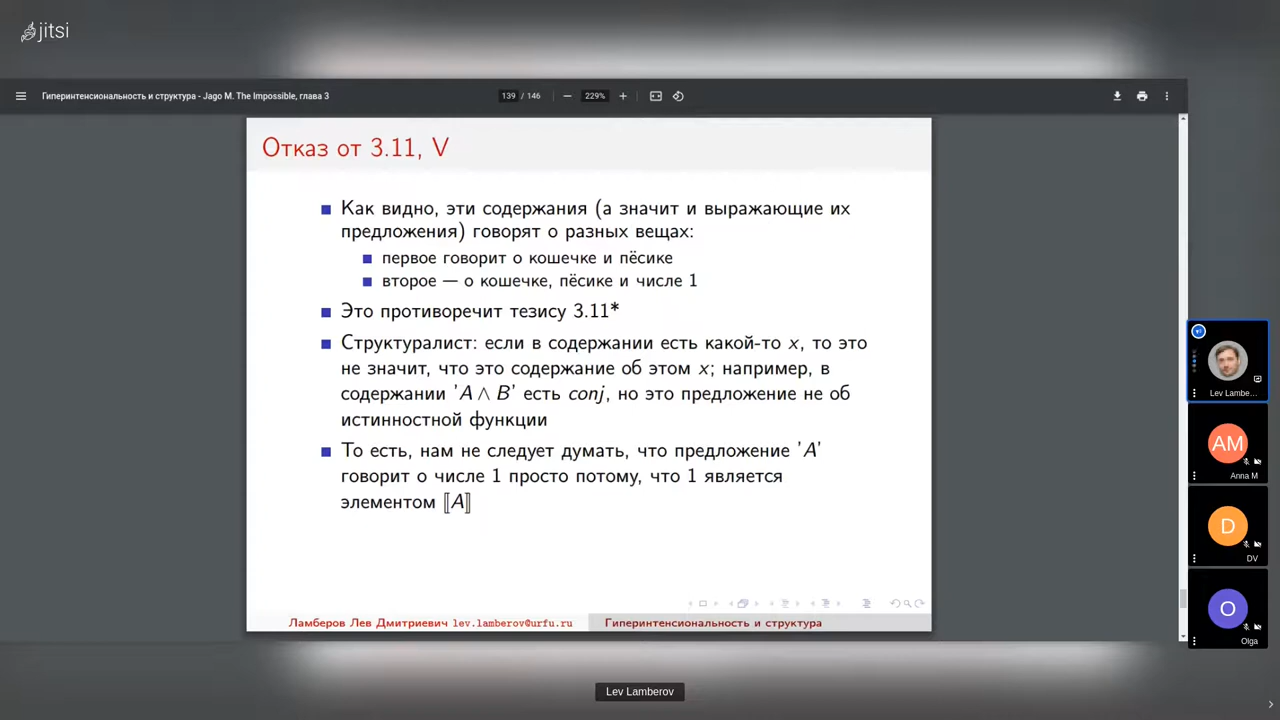 jitsi
Гиперинтенсиональность и структура - Jago M. The Impossible, глава 3
139 / 146
229%
Отказ от 3.11, V
Как видно, эти содержания (а значит и выражающие их
предложения) говорят о разных вещах:
первое говорит о кошечке и пёсике
второе — о кошечке, пёсике и числе 1
Это противоречит тезису 3.11*
Структуралист: если в содержании есть какой-то x, то это
не значит, что это содержание об этом x; например, в
содержании 'A ∧ B' есть conj, но это предложение не об
истинностной функции
То есть, нам не следует думать, что предложение 'A'
говорит о числе 1 просто потому, что 1 является
элементом ⟦A⟧
Ламберов Лев Дмитриевич lev.lamberov@urfu.ru
Гиперинтенсиональность и структура
Lev Lambe...
AM
Anna M
D
DV
O
Olga
Lev Lamberov